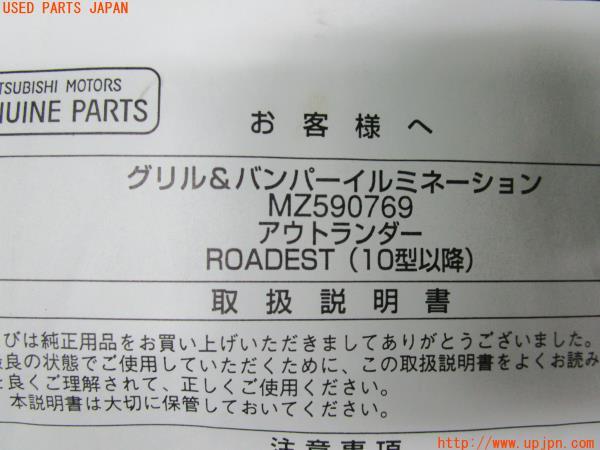 USED PARTS JAPAN
TSUBISHI MOTORS
NUINE PARTS
お客様へ
グリル&バンパーイルミネーション
MZ590769
アウトランダー
ROADEST(10型以降)
取扱説明書
びは純正用品をお買い上げいただきましてありがとうございました。
良の状態でご使用していただくために、この取扱説明書をよくお読み
良くご理解されて、正しくご使用ください。
本説明書は大切に保管しておいてください。
注意事項
http://www.upjpn.com/